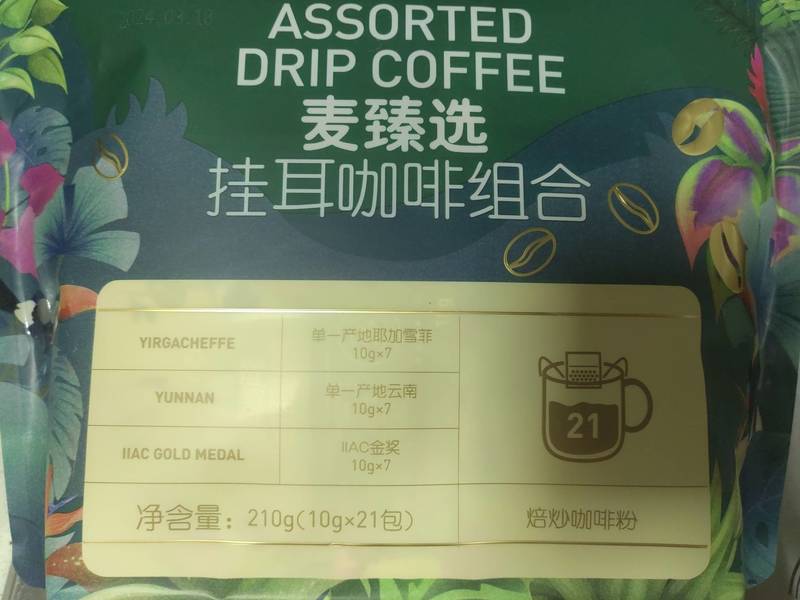 2024.03.18
ASSORTED
DRIP COFFEE
麦臻选
挂耳咖啡组合
YIRGACHEFFE
单一产地耶加雪菲
10g×7
YUNNAN
单一产地云南
10g×7
IIAC GOLD MEDAL
IIAC金奖
10g×7
21
净含量：210g(10g×21包)
焙炒咖啡粉